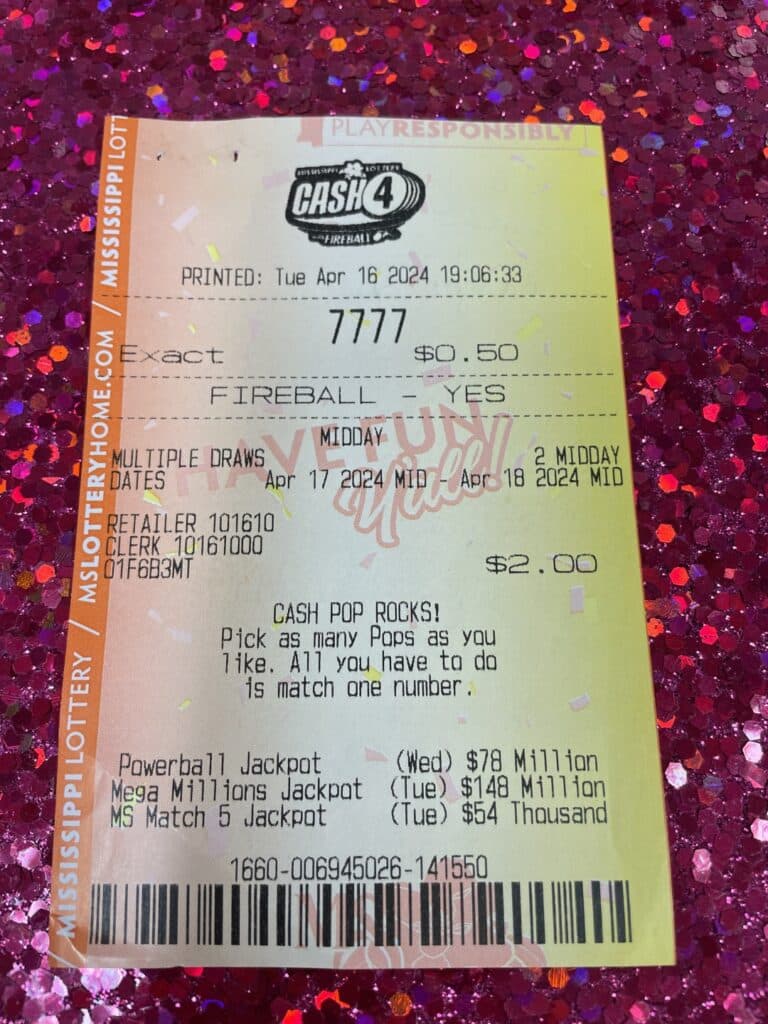 PLAYRESPONSIBLY
MISSISSIPPI LOTTERY
CASH 4
FIREBALL
PRINTED: Tue Apr 16 2024 19:06:33
7777
Exact $0.50
FIREBALL - YES
HAVE FUN
Y'all!
MIDDAY
MULTIPLE DRAWS 2 MIDDAY
DATES Apr 17 2024 MID - Apr 18 2024 MID
RETAILER 101610
CLERK 10161000
01F6B3MT $2.00
CASH POP ROCKS!
Pick as many Pops as you
like. All you have to do
is match one number.
Powerball Jackpot (Wed) $78 Million
Mega Millions Jackpot (Tue) $148 Million
MS Match 5 Jackpot (Tue) $54 Thousand
1660-006945026-141550
MISSISSIPPI LOTTERY / MSLOTTERYHOME.COM / MISSISSIPPI LOTT